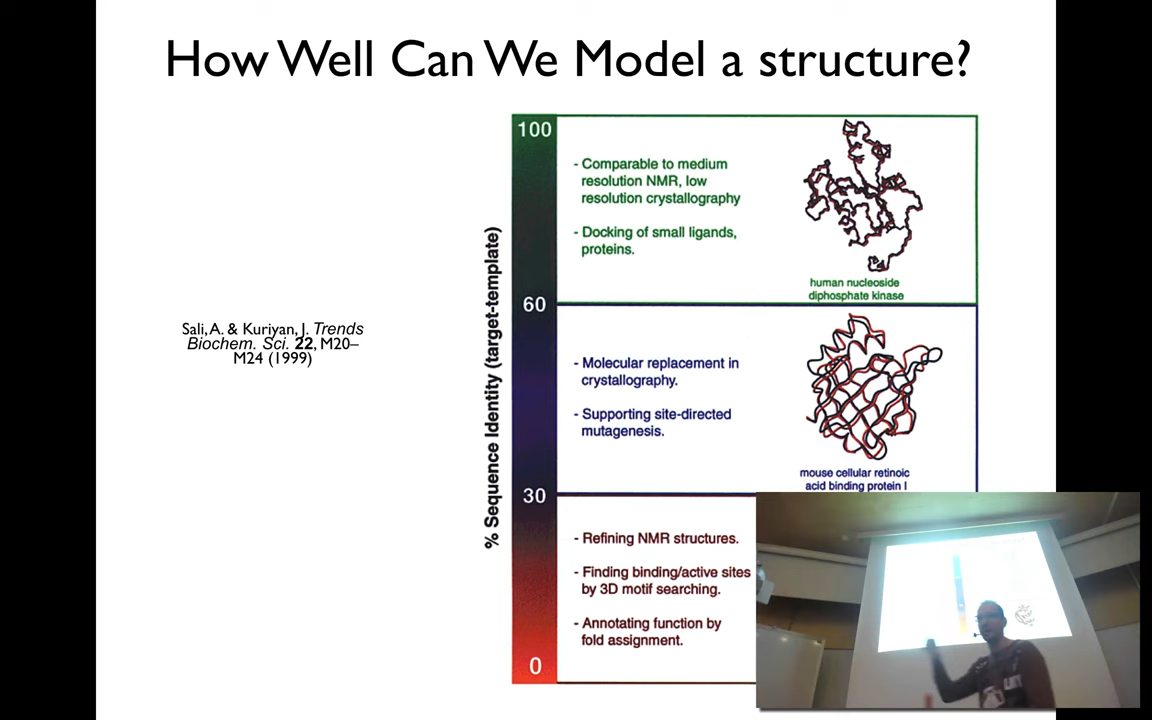 How Well Can We Model a structure?
Sali, A. & Kuriyan, J. Trends
Biochem. Sci. 22, M20–
M24 (1999)
% Sequence Identity (target-template)
100
- Comparable to medium
resolution NMR, low
resolution crystallography
- Docking of small ligands,
proteins.
human nucleoside
diphosphate kinase
60
- Molecular replacement in
crystallography.
- Supporting site-directed
mutagenesis.
mouse cellular retinoic
acid binding protein I
30
- Refining NMR structures.
- Finding binding/active sites
by 3D motif searching.
- Annotating function by
fold assignment.
0